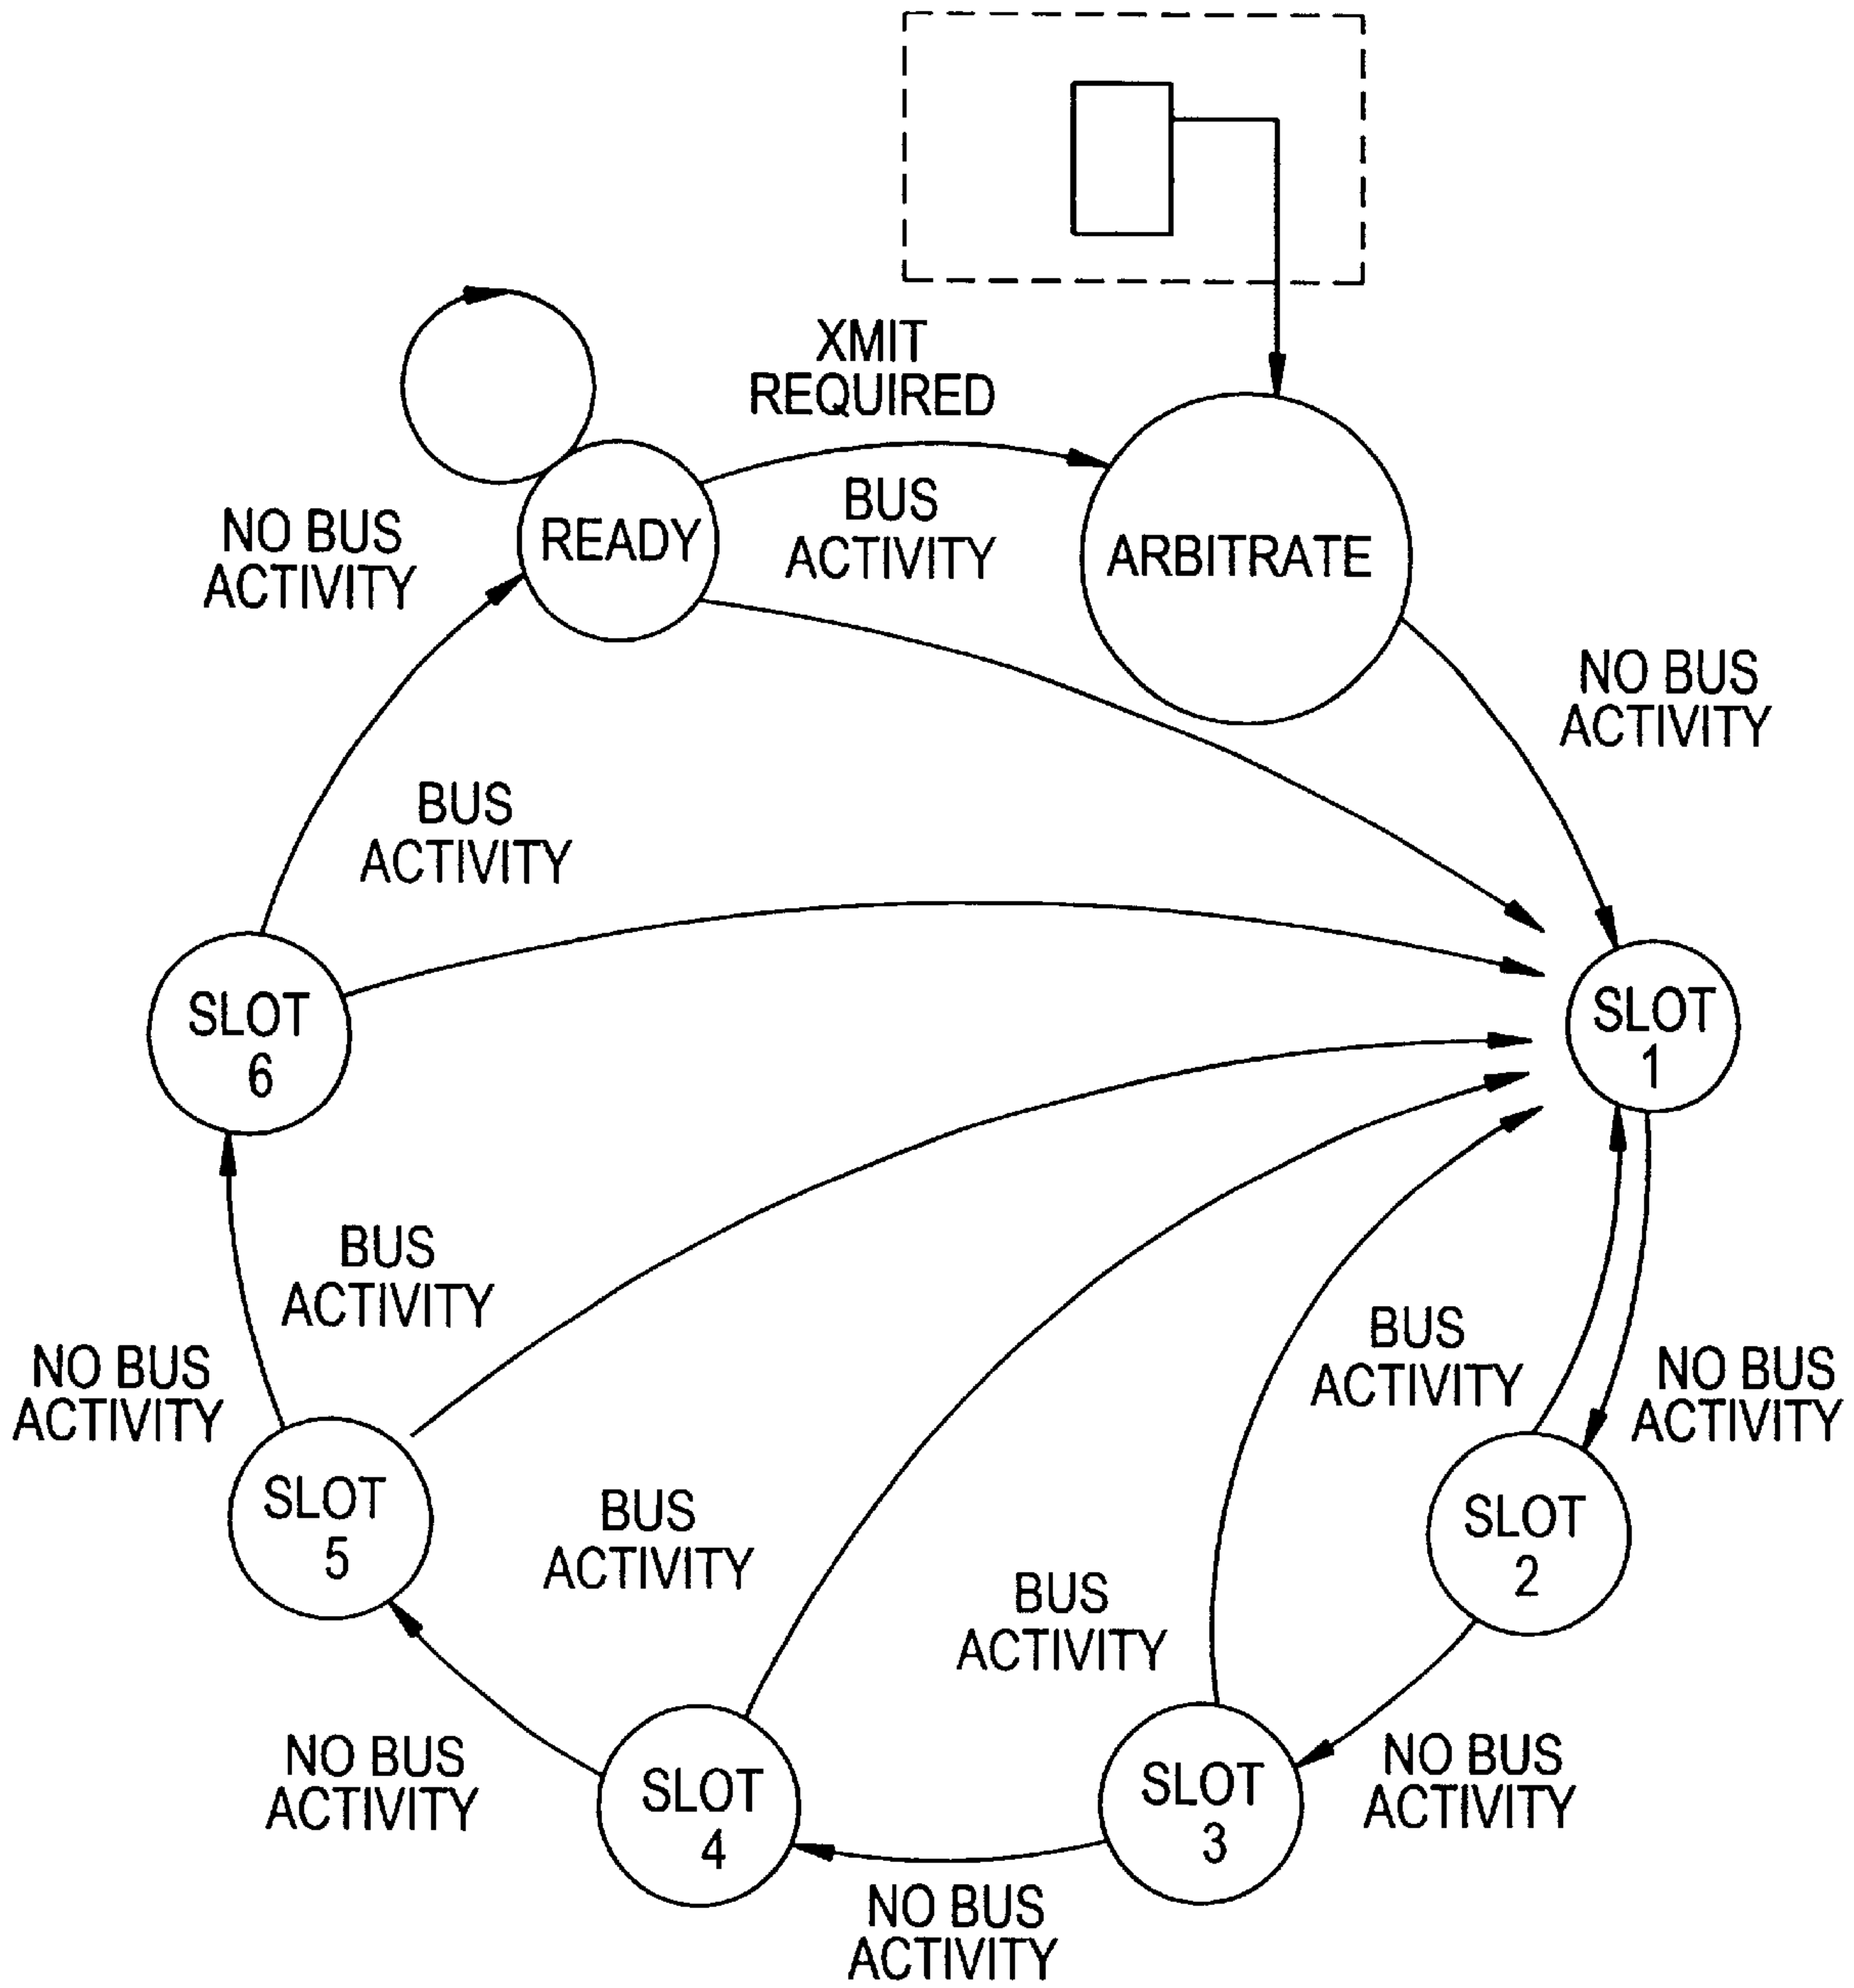 XMIT
REQUIRED
BUS
ACTIVITY
NO BUS
ACTIVITY
READY
ARBITRATE
NO BUS
ACTIVITY
BUS
ACTIVITY
SLOT
6
SLOT
1
BUS
ACTIVITY
NO BUS
ACTIVITY
BUS
ACTIVITY
NO BUS
ACTIVITY
SLOT
5
BUS
ACTIVITY
SLOT
2
BUS
ACTIVITY
NO BUS
ACTIVITY
SLOT
4
SLOT
3
NO BUS
ACTIVITY
NO BUS
ACTIVITY